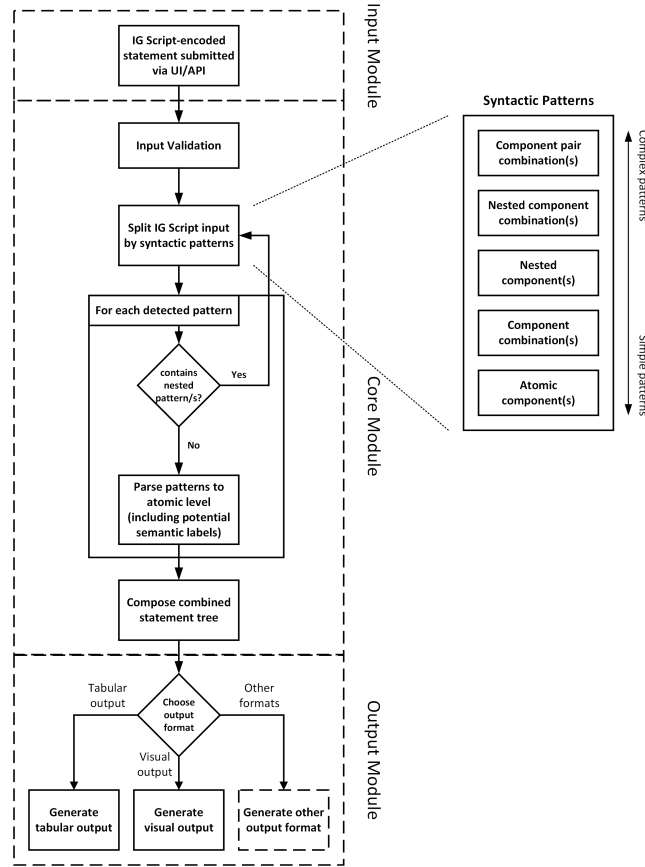 Input Module
IG Script-encoded
statement submitted
via UI/API
Input Validation
Split IG Script input
by syntactic patterns
For each detected pattern
contains
nested
pattern/s?
Yes
No
Parse patterns to
atomic level
(including potential
semantic labels)
Compose combined
statement tree
Core Module
Syntactic Patterns
Component pair
combination(s)
Nested component
combination(s)
Nested
component(s)
Component
combination(s)
Atomic
component(s)
Complex patterns
Simple patterns
Output Module
Choose
output
format
Tabular
output
Visual
output
Other
formats
Generate
tabular output
Generate
visual output
Generate other
output format